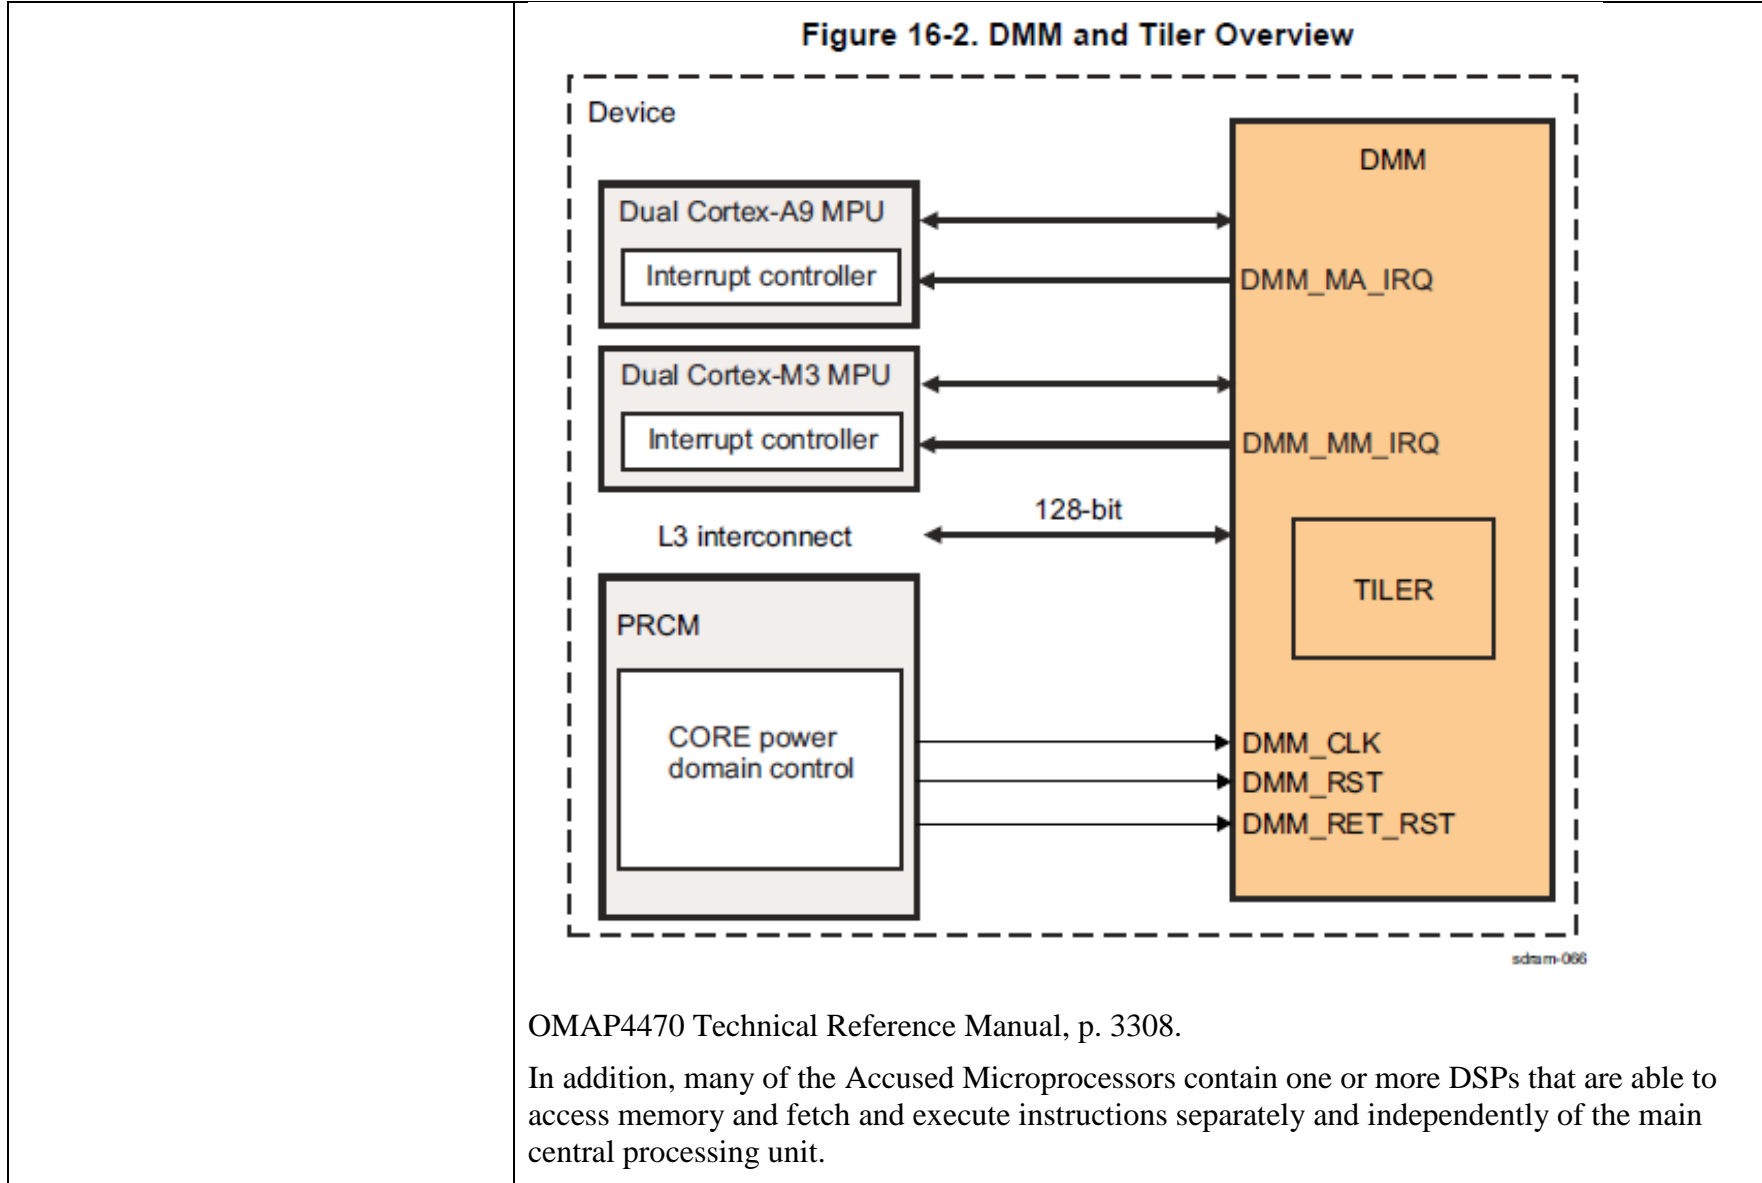 Figure 16-2. DMM and Tiler Overview
Device
DMM
Dual Cortex-A9 MPU
Interrupt controller
DMM_MA_IRQ
Dual Cortex-M3 MPU
Interrupt controller
DMM_MM_IRQ
128-bit
L3 interconnect
TILER
PRCM
CORE power
domain control
DMM_CLK
DMM_RST
DMM_RET_RST
sdram-066
OMAP4470 Technical Reference Manual, p. 3308.
In addition, many of the Accused Microprocessors contain one or more DSPs that are able to
access memory and fetch and execute instructions separately and independently of the main
central processing unit.